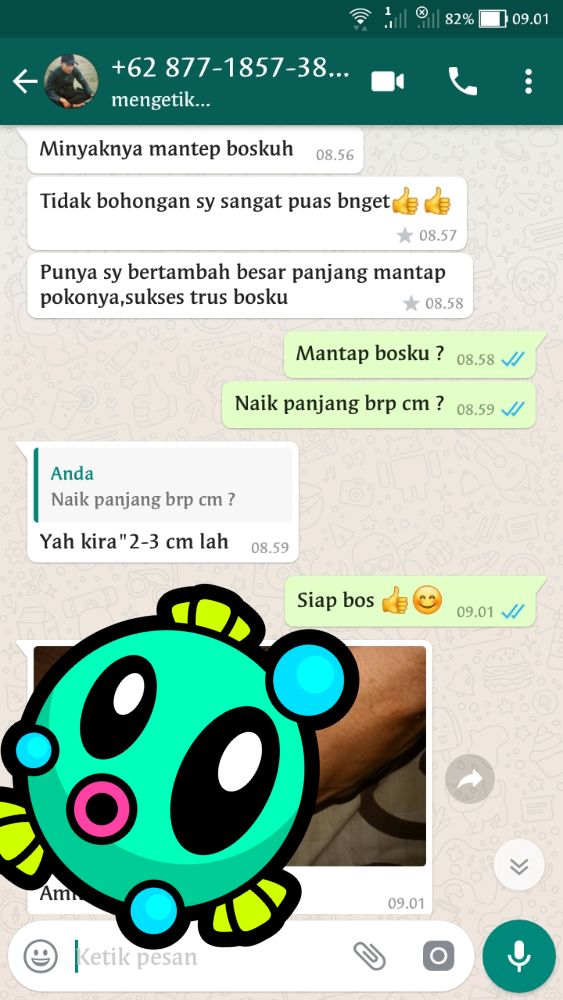 1
82%
09.01
+62 877-1857-38...
mengetik...
Minyaknya mantep boskuh
08.56
Tidak bohongan sy sangat puas bnget👍👍
08.57
Punya sy bertambah besar panjang mantap
pokonya,sukses trus bosku
08.58
Mantap bosku ?
08.58
Naik panjang brp cm ?
08.59
Anda
Naik panjang brp cm ?
Yah kira"2-3 cm lah
08.59
Siap bos 👍😊
09.01
09.01
Ketik pesan